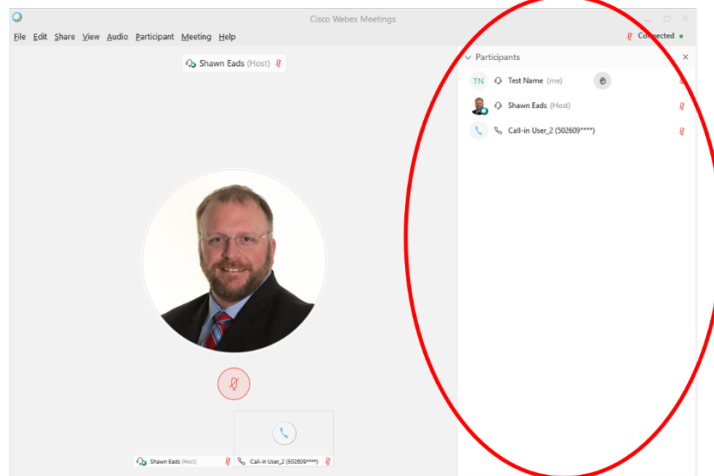 Cisco Webex Meetings
File Edit Share View Audio Participant Meeting Help
Connected
Shawn Eads (Host)
Participants
TN Test Name (me)
Shawn Eads (Host)
Call-in User_2 (502609****)
Shawn Eads (Host)
Call-in User_2 (502609****)